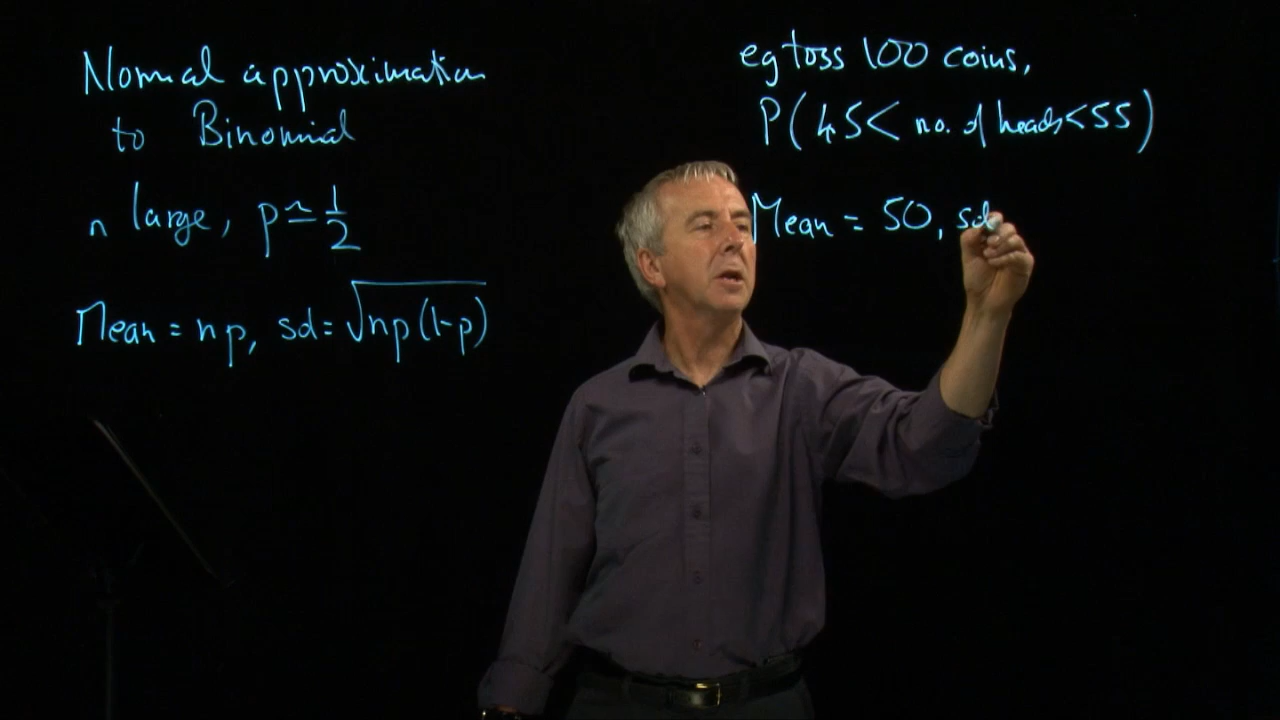 Normal approximation
to Binomial
n large, p ≃ 1/2
Mean = np, sd = √np(1-p)
eg toss 100 coins,
P(45 < no. of heads < 55)
Mean = 50, sd